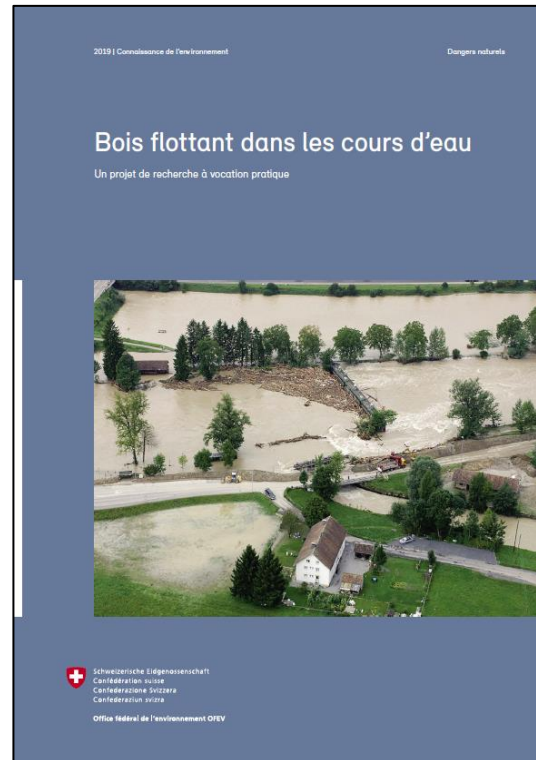 2019 | Connaissance de l'environnement
Dangers naturels
Bois flottant dans les cours d'eau
Un projet de recherche à vocation pratique
Schweizerische Eidgenossenschaft
Confédération suisse
Confederazione Svizzera
Confederaziun svizra
Office fédéral de l'environnement OFEV